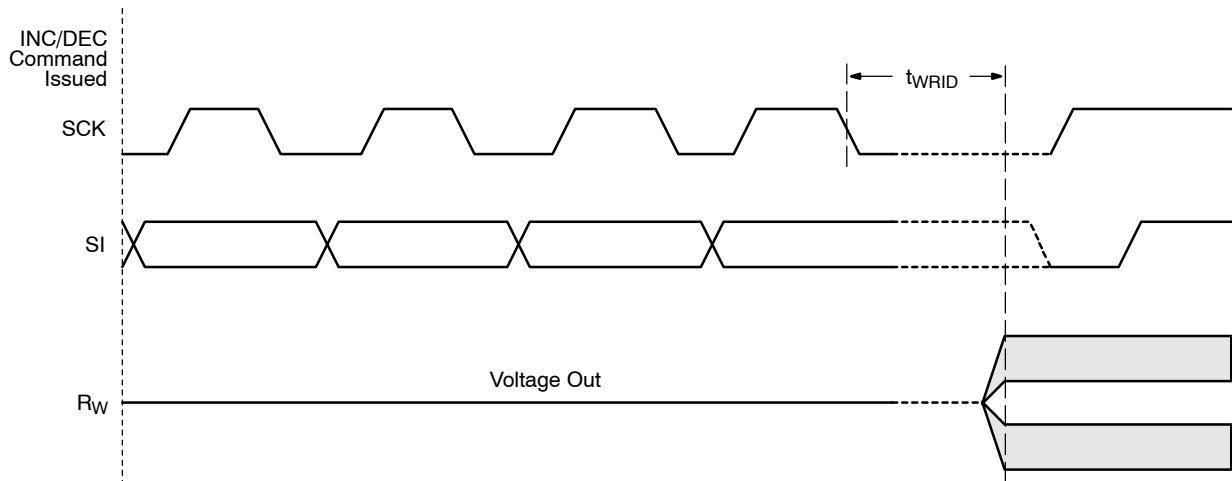 INC/DEC
Command
Issued
tWRID
SCK
SI
Voltage Out
RW